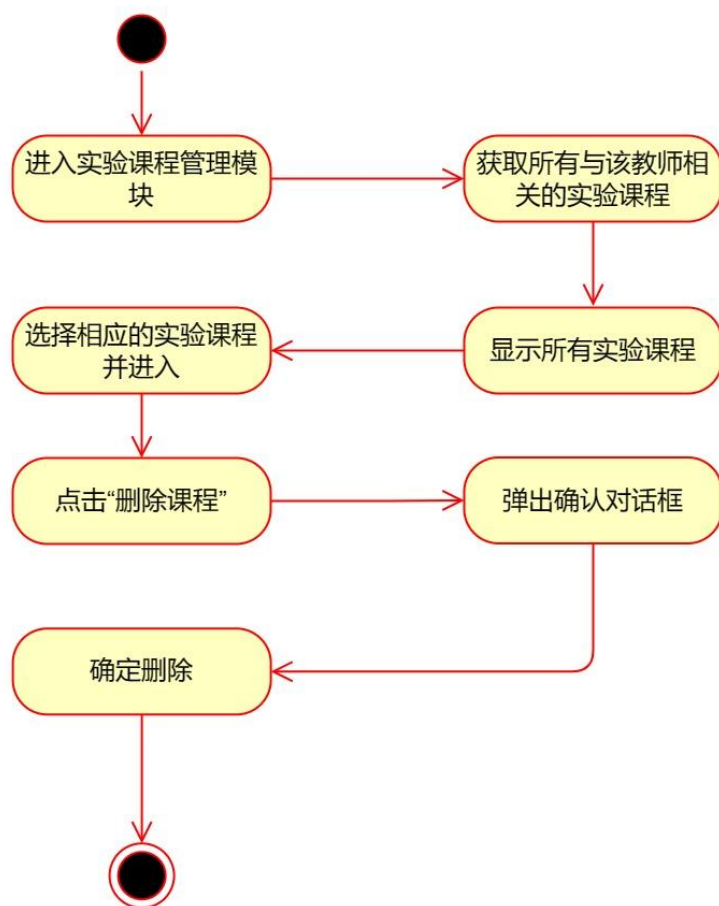 进入实验课程管理模
块
获取所有与该教师相
关的实验课程
显示所有实验课程
选择相应的实验课程
并进入
点击“删除课程”
弹出确认对话框
确定删除